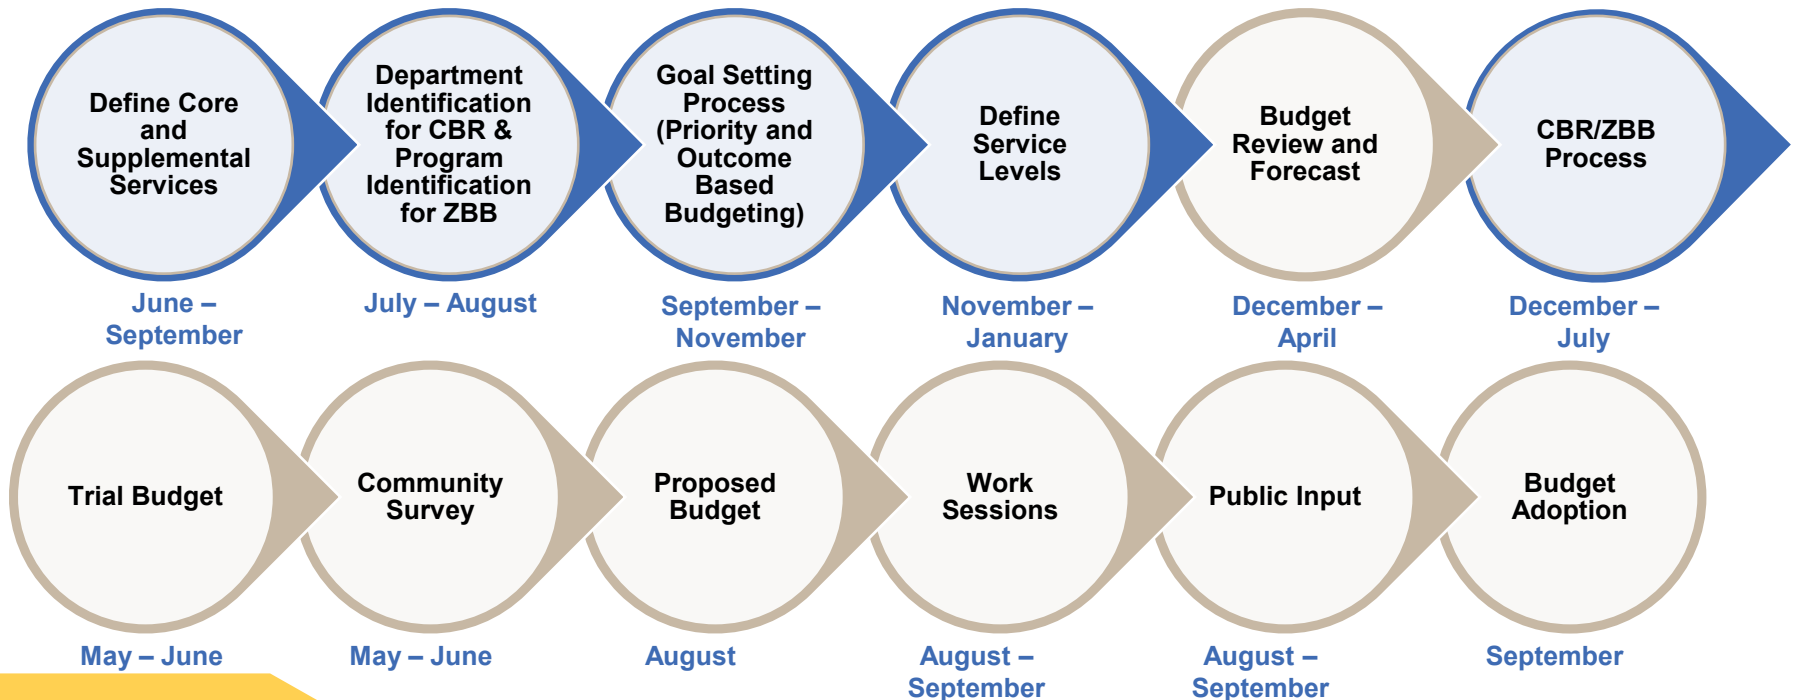 Define Core
and
Supplemental
Services
Department
Identification
for CBR &
Program
Identification
for ZBB
Goal Setting
Process
(Priority and
Outcome
Based
Budgeting)
Define
Service
Levels
Budget
Review and
Forecast
CBR/ZBB
Process
June –
September
July – August
September –
November
November –
January
December –
April
December –
July
Trial Budget
Community
Survey
Proposed
Budget
Work
Sessions
Public Input
Budget
Adoption
May – June
May – June
August
August –
September
August –
September
September